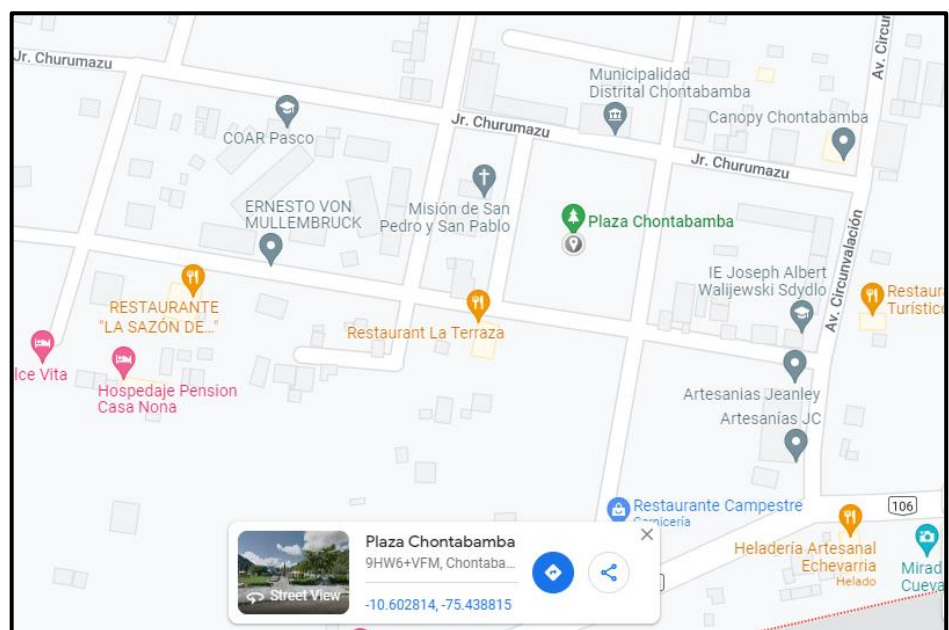 Av. Circu
Jr. Churumazu
Municipalidad
Distrital Chontabamba
Canopy Chontabamba
COAR Pasco
Jr. Churumazu
Jr. Churumazu
Misión de San
Pedro y San Pablo
ERNESTO VON
MULLEMBRUCK
Plaza Chontabamba
Av. Circunvalación
IE Joseph Albert
Walijewski Sdydlo
Restaur
Turístico
RESTAURANTE
"LA SAZÓN DE..."
Restaurant La Terraza
lce Vita
Hospedaje Pension
Casa Nona
Artesanias Jeanley
Artesanías JC
Restaurante Campestre
Carnicería
106
Heladería Artesanal
Echevarria
Helado
Mirad
Cueva
Plaza Chontabamba
9HW6+VFM, Chontaba...
Street View
-10.602814, -75.438815